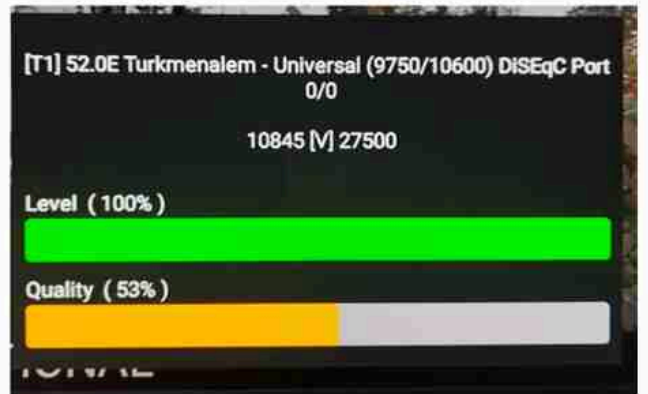 [T1] 52.0E Turkmenalem - Universal (9750/10600) DiSEqC Port
0/0
10845 [V] 27500
Level ( 100% )
Quality ( 53% )